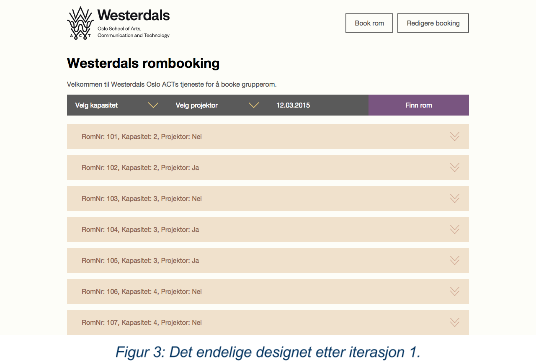 Westerdals
Oslo School of Arts,
Communication and Technology
ACT
Book rom
Redigere booking
Westerdals rombooking
Velkommen til Westerdals Oslo ACTs tjeneste for å booke grupperom.
Velg kapasitet
Velg projektor
12.03.2015
Finn rom
RomNr: 101, Kapasitet: 2, Projektor: Nei
RomNr: 102, Kapasitet: 2, Projektor: Ja
RomNr: 103, Kapasitet: 3, Projektor: Nei
RomNr: 104, Kapasitet: 3, Projektor: Ja
RomNr: 105, Kapasitet: 3, Projektor: Ja
RomNr: 106, Kapasitet: 4, Projektor: Nei
RomNr: 107, Kapasitet: 4, Projektor: Nei
Figur 3: Det endelige designet etter iterasjon 1.